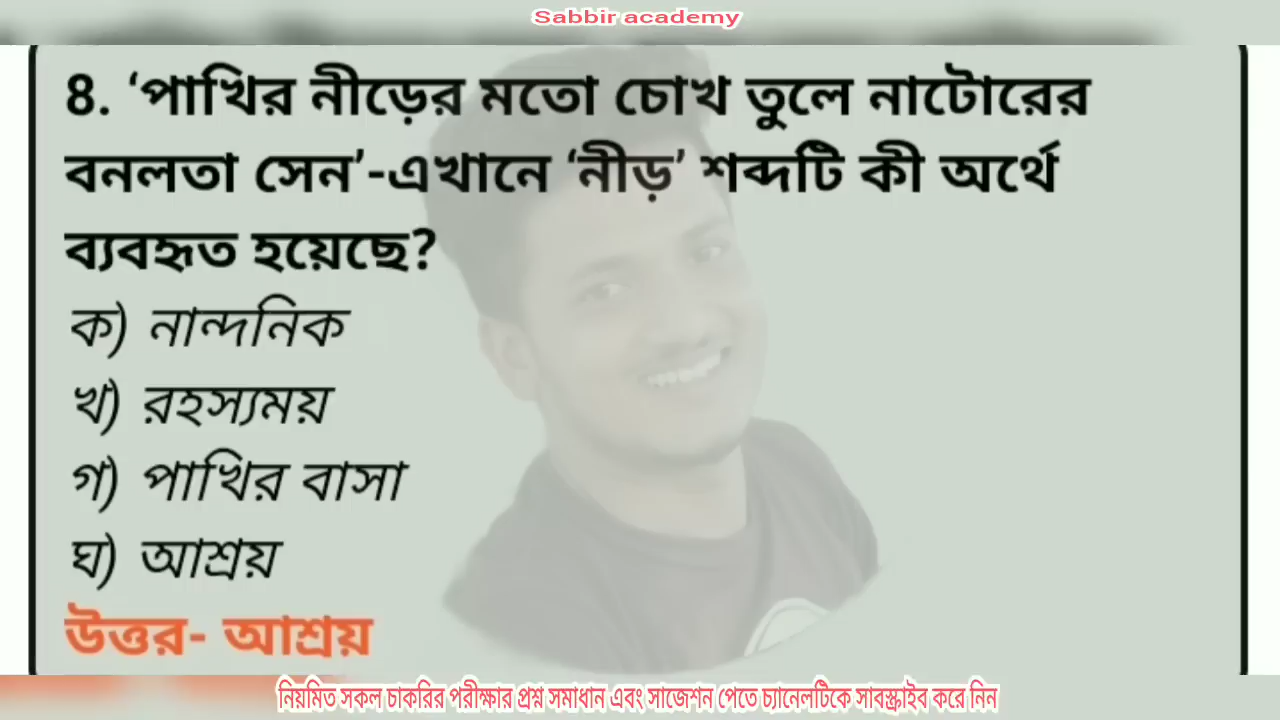 Sabbir academy
8. ‘পাখির নীড়ের মতো চোখ তুলে নাটোরের
বনলতা সেন’-এখানে ‘নীড়’ শব্দটি কী অর্থে
ব্যবহৃত হয়েছে?
ক) নান্দনিক
খ) রহস্যময়
গ) পাখির বাসা
ঘ) আশ্রয়
উত্তর- আশ্রয়
নিয়মিত সকল চাকরির পরীক্ষার প্রশ্ন সমাধান এবং সাজেশন পেতে চ্যানেলটিকে সাবস্ক্রাইব করে নিন